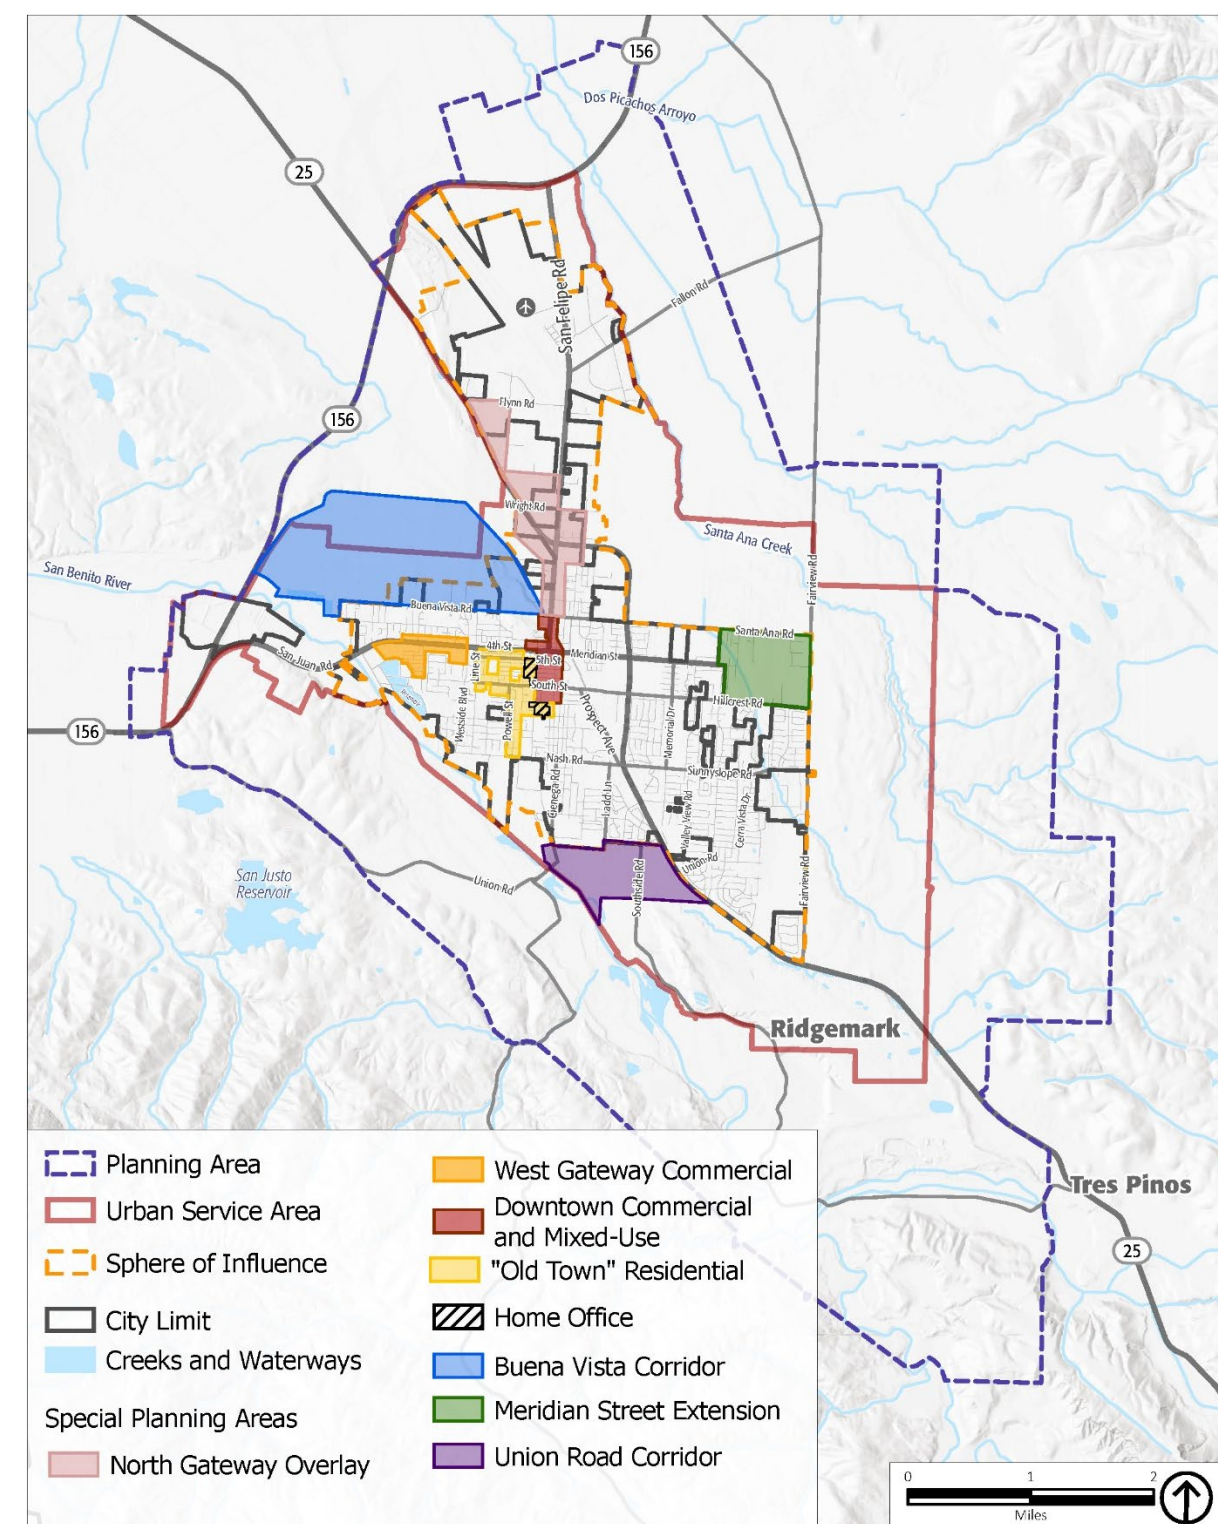 156
Dos Picachos Arroyo
25
San Felipe Rd
Fallon Rd
156
Flynn Rd
Wright Rd
Santa Ana Creek
San Benito River
Fairview Rd
Buena Vista Rd
Santa Ana Rd
4th St
Meridian St
5th St
San Juan Rd
Line St
South St
Hillcrest Rd
Westside Blvd
Powell St
Prospect Ave
Memorial Dr
156
Nash Rd
Sunnyslope Rd
Cienega Rd
Ladd Ln
Valley View Rd
Cerra Vista Dr
Union Rd
Fairview Rd
San Justo
Reservoir
Union Rd
Southside Rd
Ridgemark
Tres Pinos
25
Planning Area
Urban Service Area
Sphere of Influence
City Limit
Creeks and Waterways
Special Planning Areas
North Gateway Overlay
West Gateway Commercial
Downtown Commercial
and Mixed-Use
"Old Town" Residential
Home Office
Buena Vista Corridor
Meridian Street Extension
Union Road Corridor
0 1 2
Miles